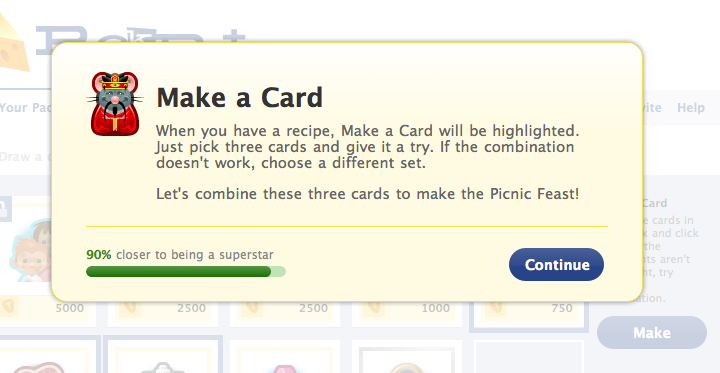 Your Pac
vite Help
Draw a
Make a Card
When you have a recipe, Make a Card will be highlighted.
Just pick three cards and give it a try. If the combination
doesn't work, choose a different set.
Let's combine these three cards to make the Picnic Feast!
90% closer to being a superstar
Continue
Card
e cards in
k and click
the
nts aren't
nt, try
nation.
5000 2500 2500 1000 750
Make